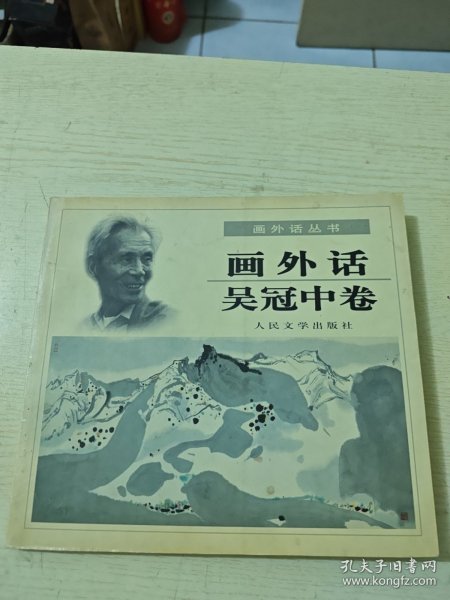 画外话丛书
画外话
吴冠中卷
人民文学出版社
孔夫子旧书网
www.kongfz.com